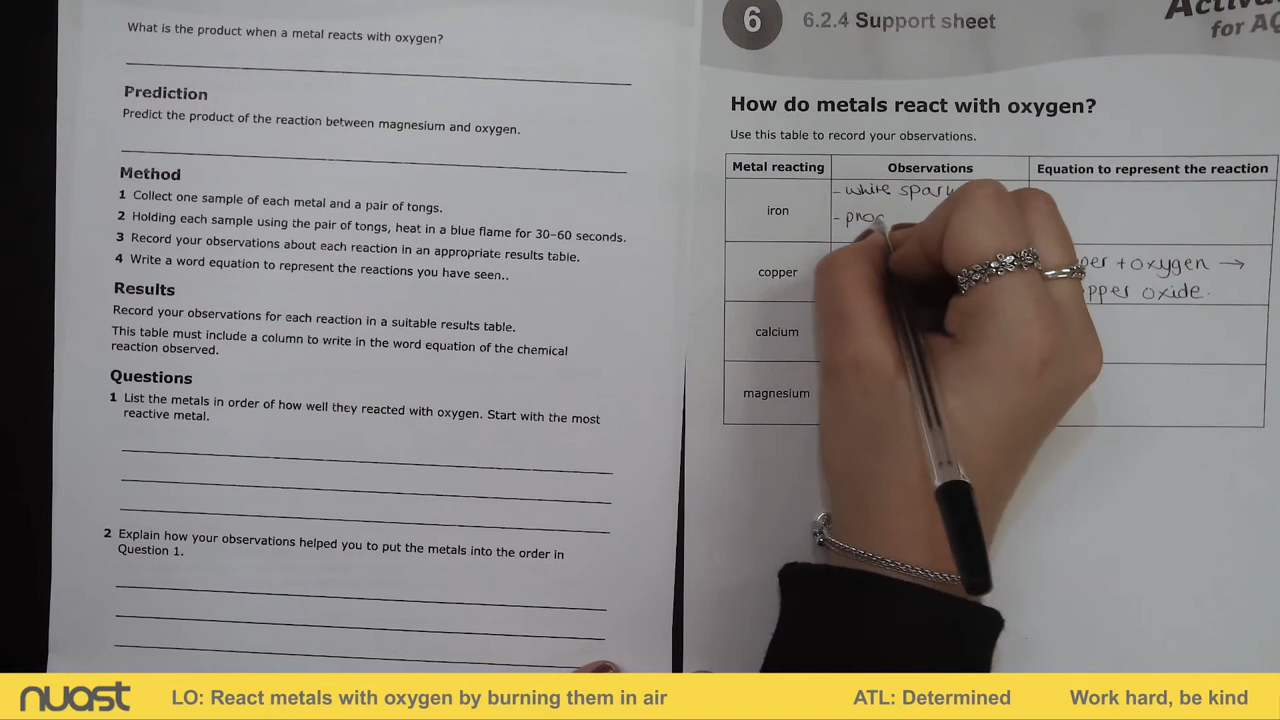 What is the product when a metal reacts with oxygen?
Prediction
Predict the product of the reaction between magnesium and oxygen.
Method
1 Collect one sample of each metal and a pair of tongs.
2 Holding each sample using the pair of tongs, heat in a blue flame for 30–60 seconds.
3 Record your observations about each reaction in an appropriate results table.
4 Write a word equation to represent the reactions you have seen..
Results
Record your observations for each reaction in a suitable results table.
This table must include a column to write in the word equation of the chemical
reaction observed.
Questions
1 List the metals in order of how well they reacted with oxygen. Start with the most
reactive metal.
2 Explain how your observations helped you to put the metals into the order in
Question 1.
6
6.2.4 Support sheet
for
How do metals react with oxygen?
Use this table to record your observations.
Metal reacting
Observations
Equation to represent the reaction
iron
- white
copper
+ oxygen →
oxide.
calcium
magnesium
nuast
LO: React metals with oxygen by burning them in air
ATL: Determined
Work hard, be kind